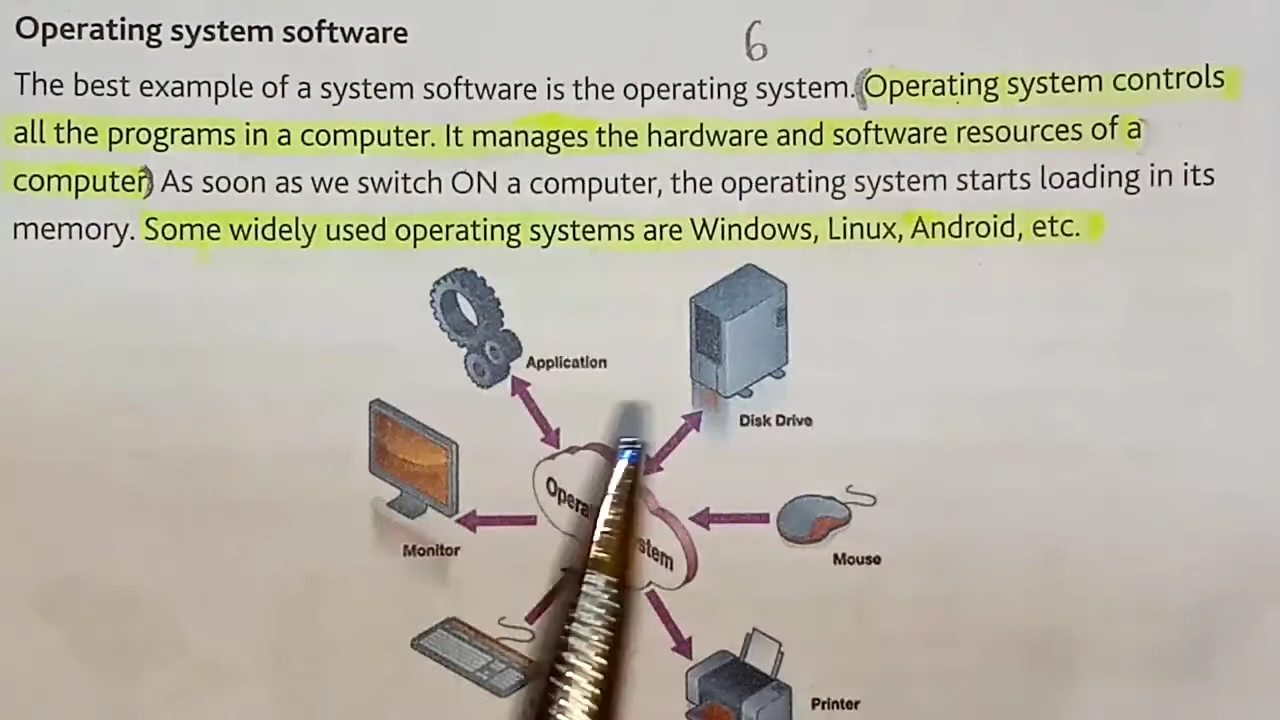 Operating system software
6
The best example of a system software is the operating system. (Operating system controls
all the programs in a computer. It manages the hardware and software resources of a
computer) As soon as we switch ON a computer, the operating system starts loading in its
memory. Some widely used operating systems are Windows, Linux, Android, etc.
Application
Disk Drive
Monitor
Mouse
Printer